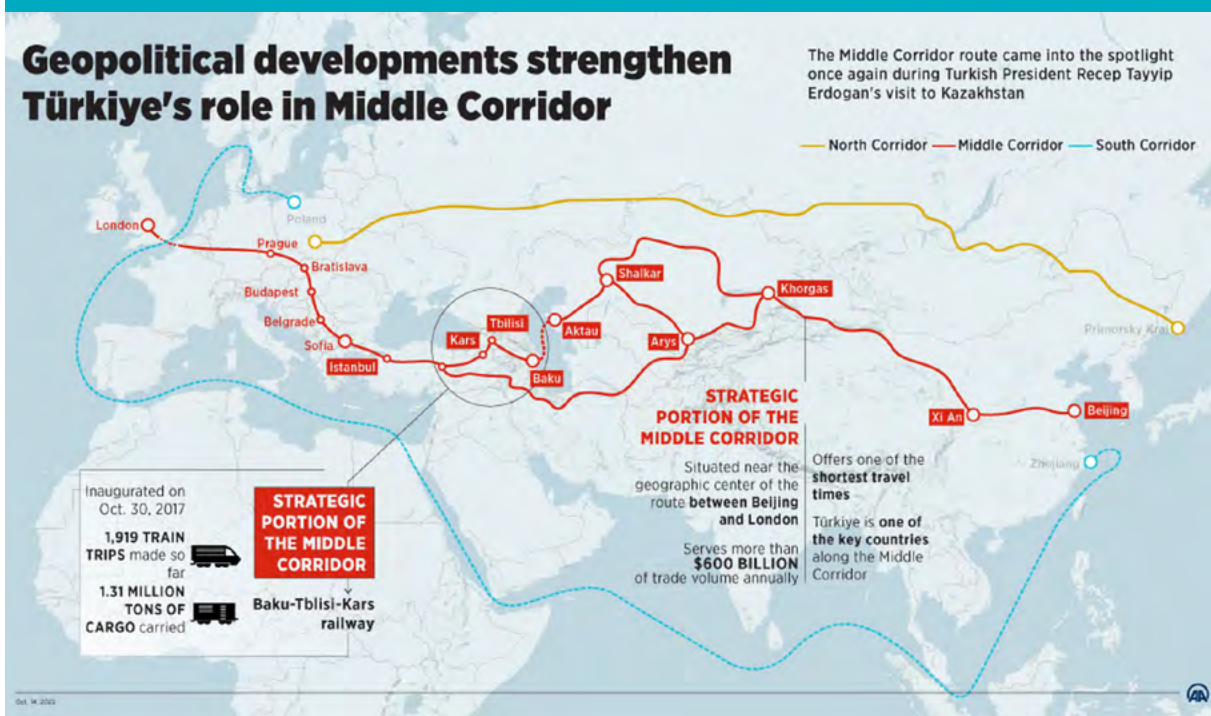 Geopolitical developments strengthen
Türkiye's role in Middle Corridor
The Middle Corridor route came into the spotlight
once again during Turkish President Recep Tayyip
Erdogan's visit to Kazakhstan
North Corridor
Middle Corridor
South Corridor
London
Poland
Prague
Bratislava
Budapest
Belgrade
Sofia
Istanbul
Kars
Tbilisi
Baku
Aktau
Shalkar
Arys
Khorgas
Primorsky Krai
Xi An
Beijing
Zhejiang
Inaugurated on
Oct. 30, 2017
1,919 TRAIN
TRIPS made so
far
1.31 MILLION
TONS OF
CARGO carried
STRATEGIC
PORTION OF
THE MIDDLE
CORRIDOR
Baku-Tblisi-Kars
railway
STRATEGIC
PORTION OF THE
MIDDLE CORRIDOR
Situated near the
geographic center of the
route between Beijing
and London
Serves more than
$600 BILLION
of trade volume annually
Offers one of the
shortest travel
times
Türkiye is one of
the key countries
along the Middle
Corridor
Oct. 14, 2022
AA